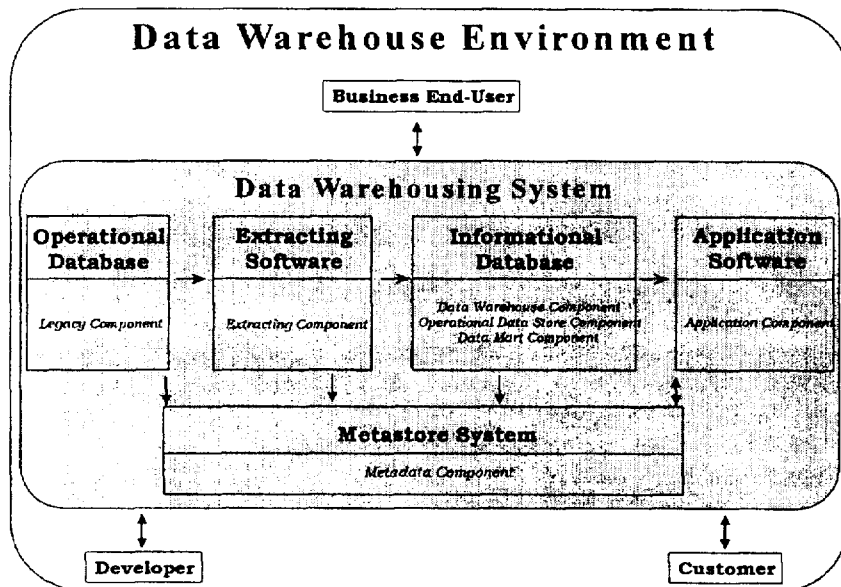 Data Warehouse Environment
Business End-User
Data Warehousing System
Operational
Database
Legacy Component
Extracting
Software
Extracting Component
Informational
Database
Data Warehouse Component
Operational Data Store Component
Data Mart Component
Application
Software
Application Component
Metastore System
Metadata Component
Developer
Customer